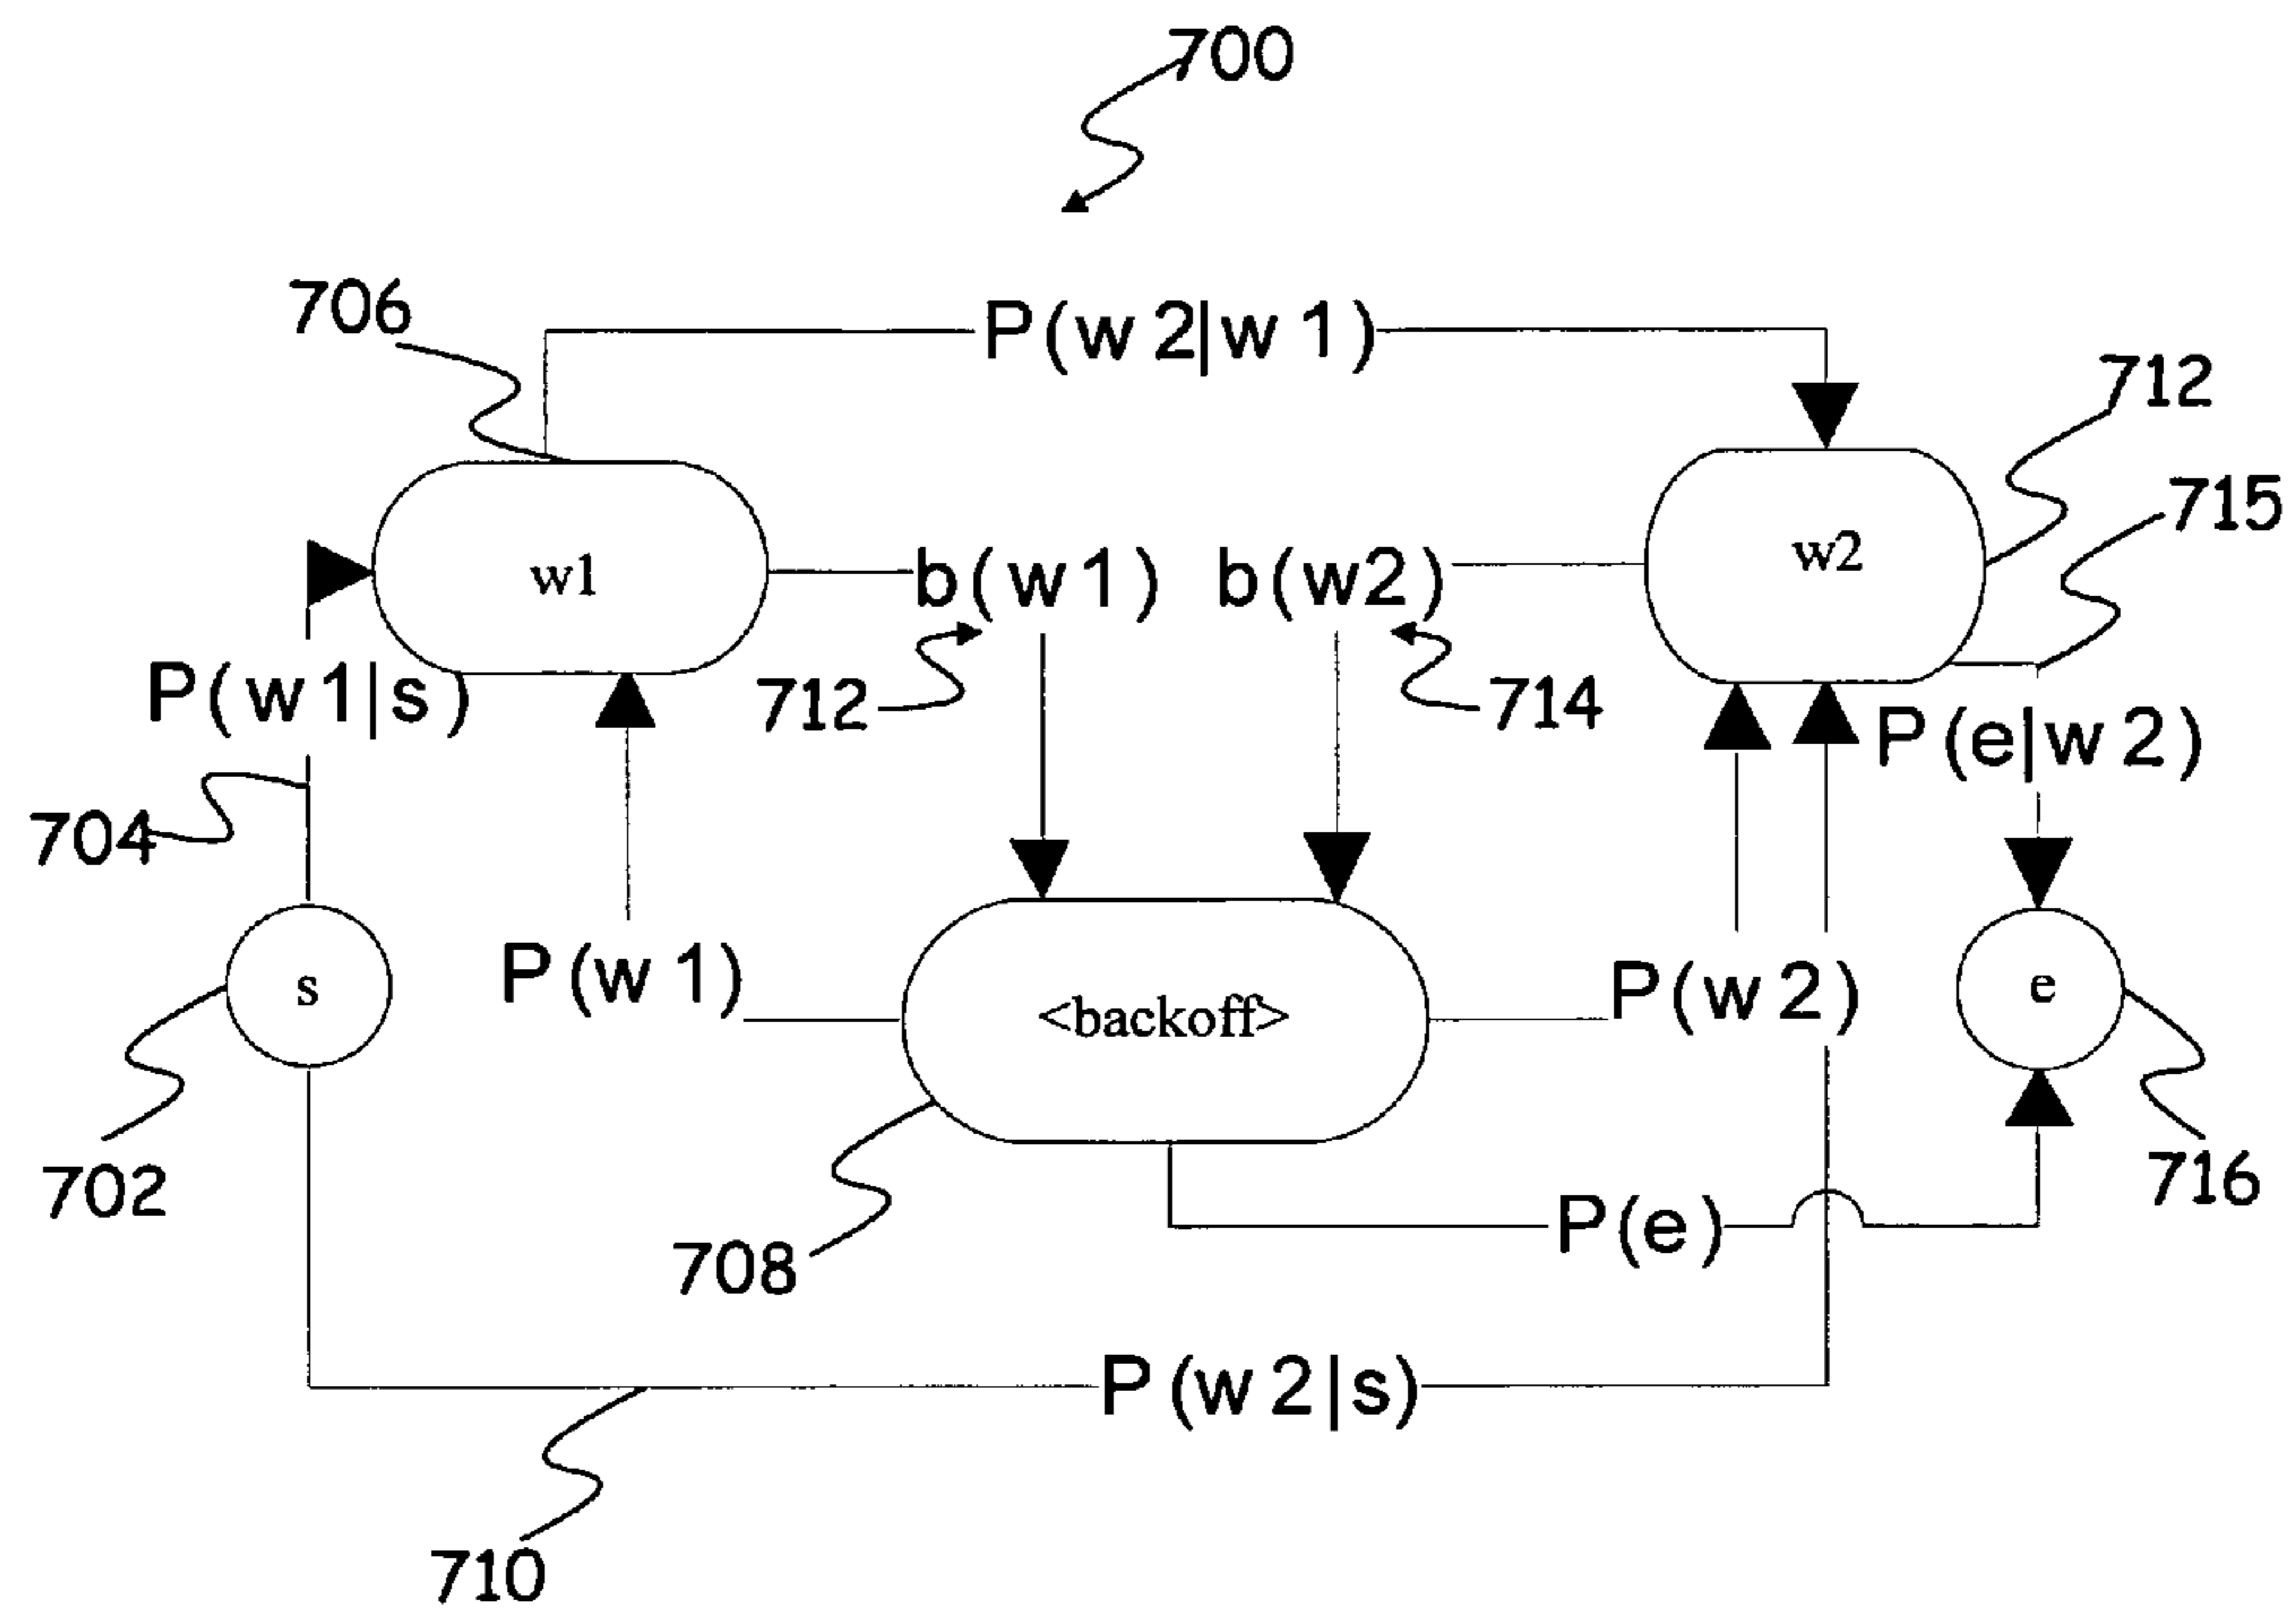 700
706
P(w2|w1)
712
715
w1
b(w1)
b(w2)
w2
P(w1|s)
712
714
P(e|w2)
704
s
P(w1)
<backoff>
P(w2)
e
702
708
P(e)
716
P(w2|s)
710